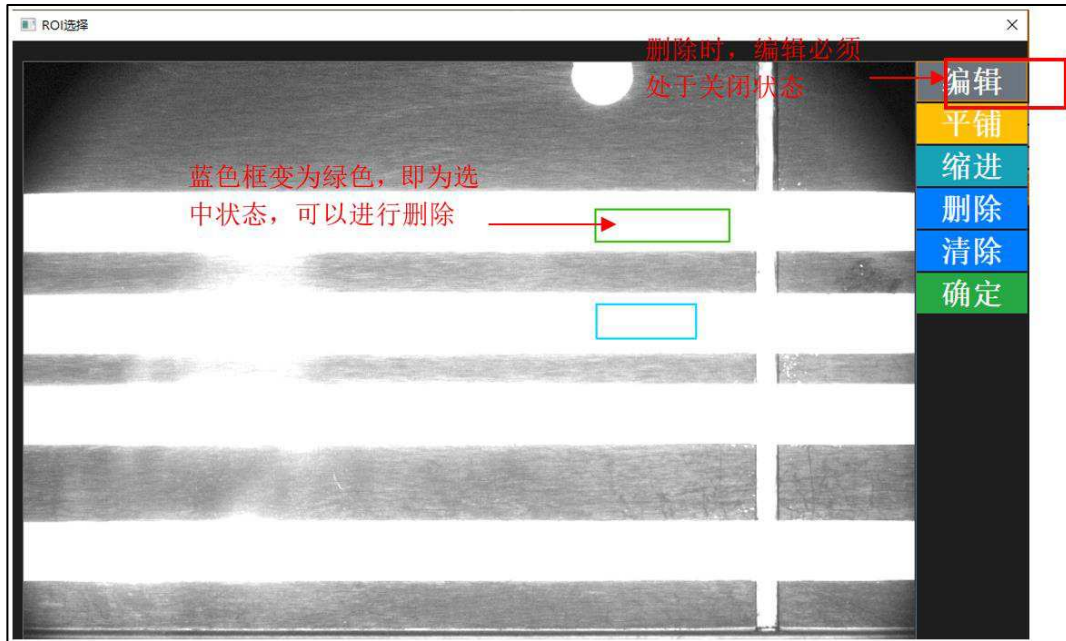 ROI选择
删除时，编辑必须
处于关闭状态
编辑
平铺
缩进
删除
清除
确定
蓝色框变为绿色，即为选
中状态，可以进行删除